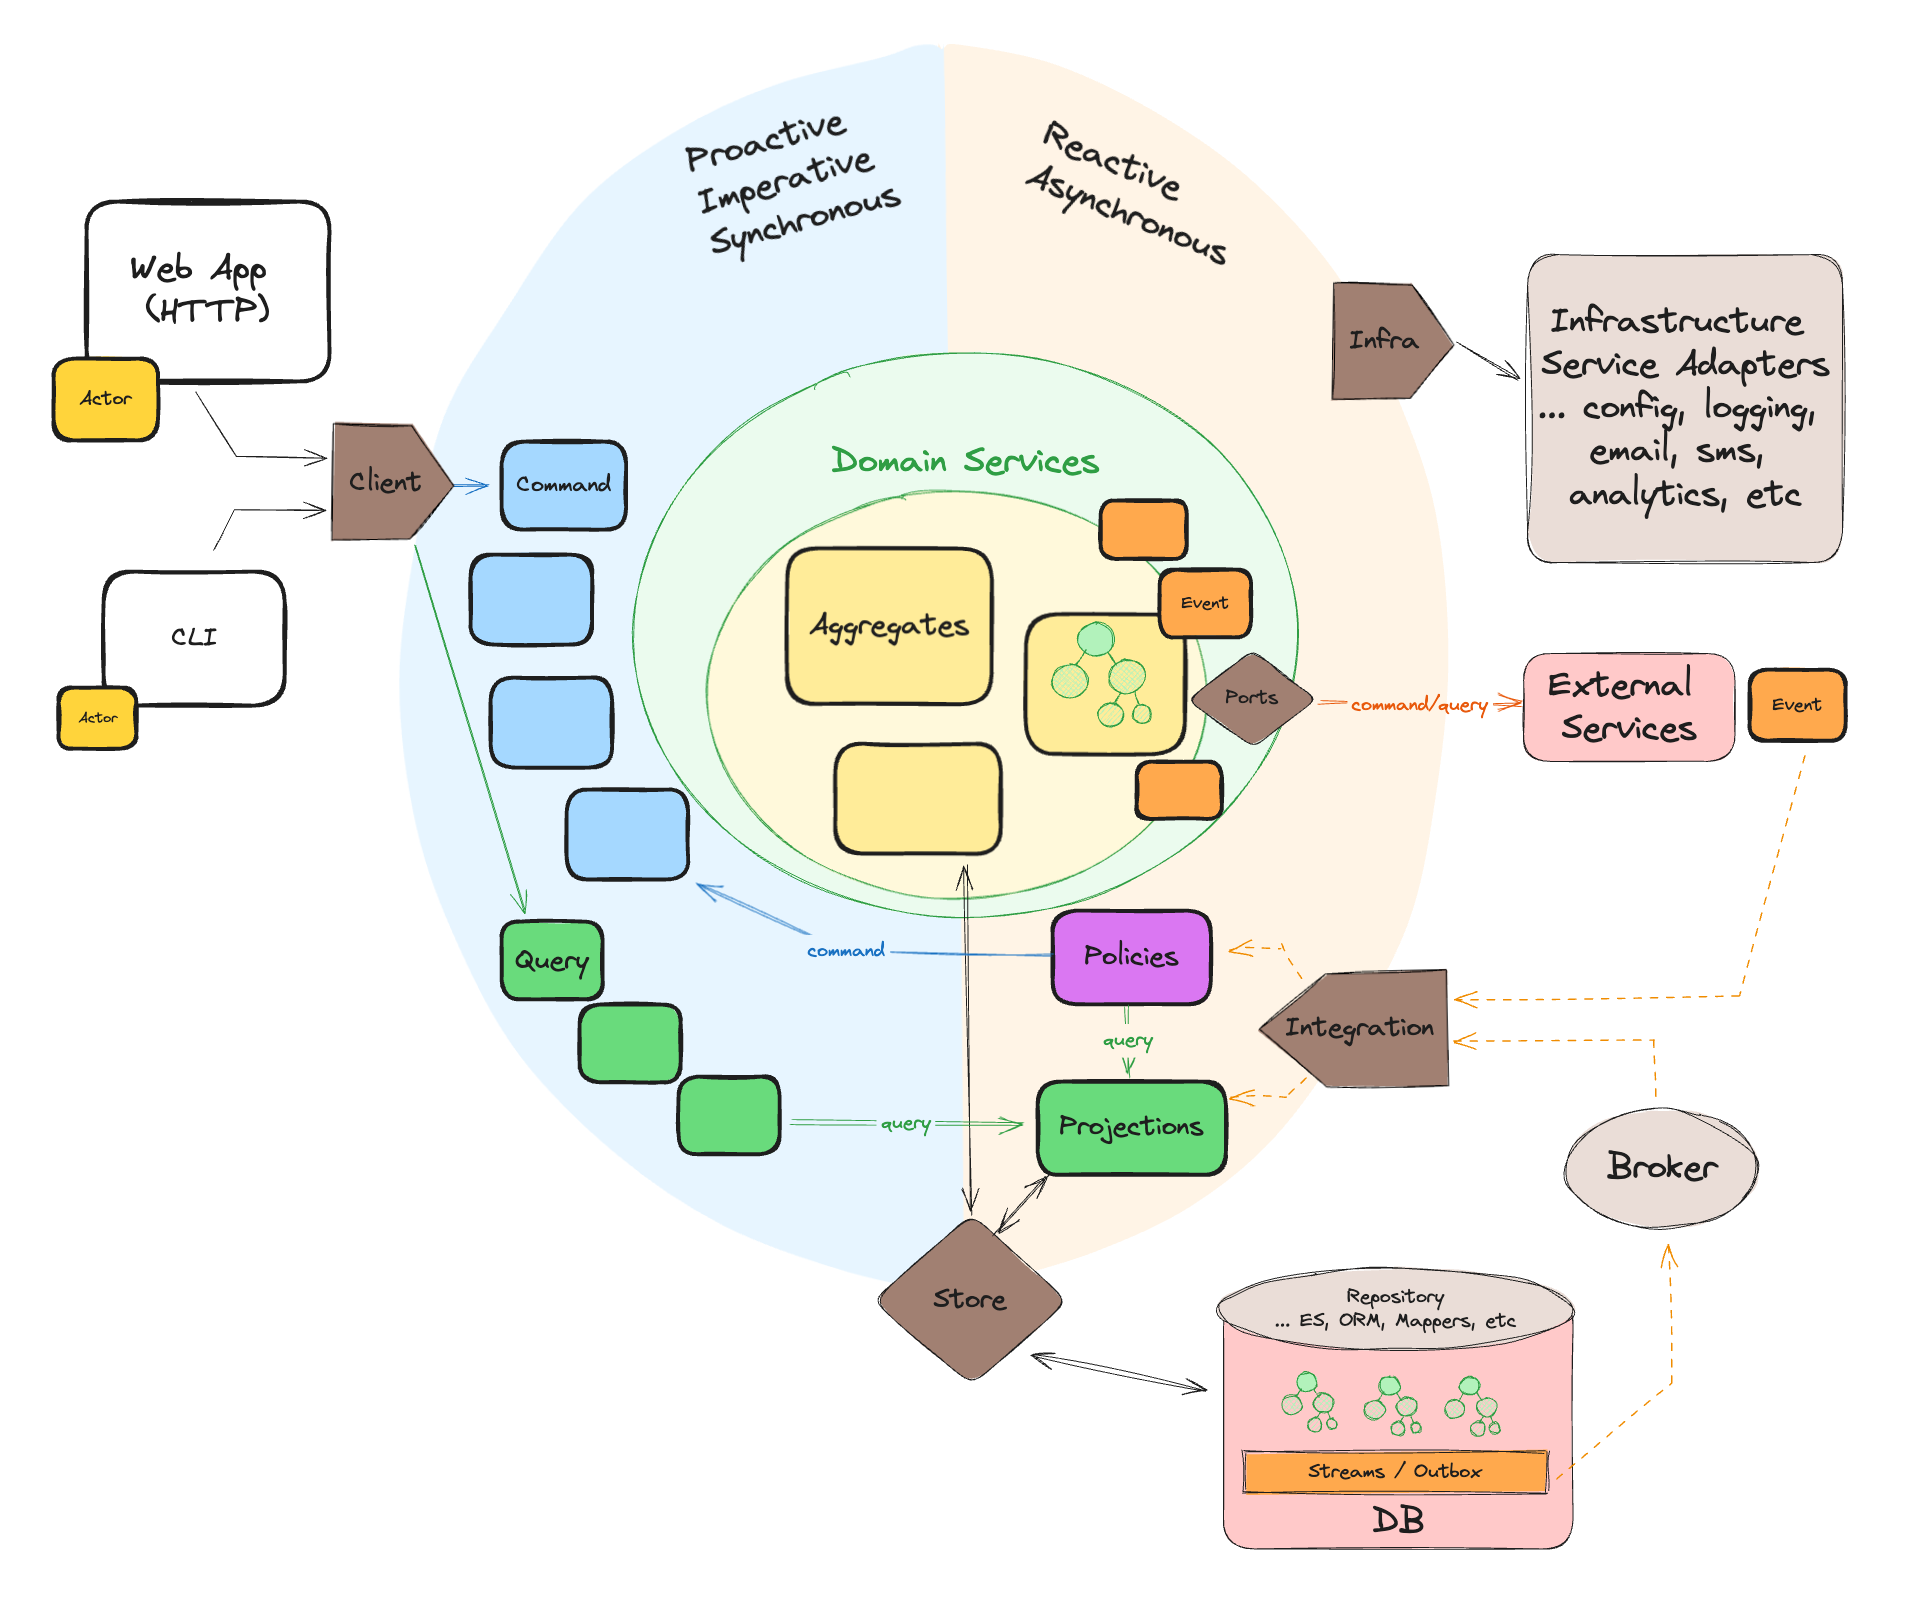 Proactive
Imperative
Synchronous
Reactive
Asynchronous
Web App
(HTTP)
Actor
Client
CLI
Actor
Command
Domain Services
Aggregates
Event
Ports
command/query
Infra
Infrastructure
Service Adapters
... config, logging,
email, sms,
analytics, etc
External
Services
Event
command
Policies
Query
query
Integration
query
Projections
Broker
Store
Repository
... ES, ORM, Mappers, etc
Streams / Outbox
DB